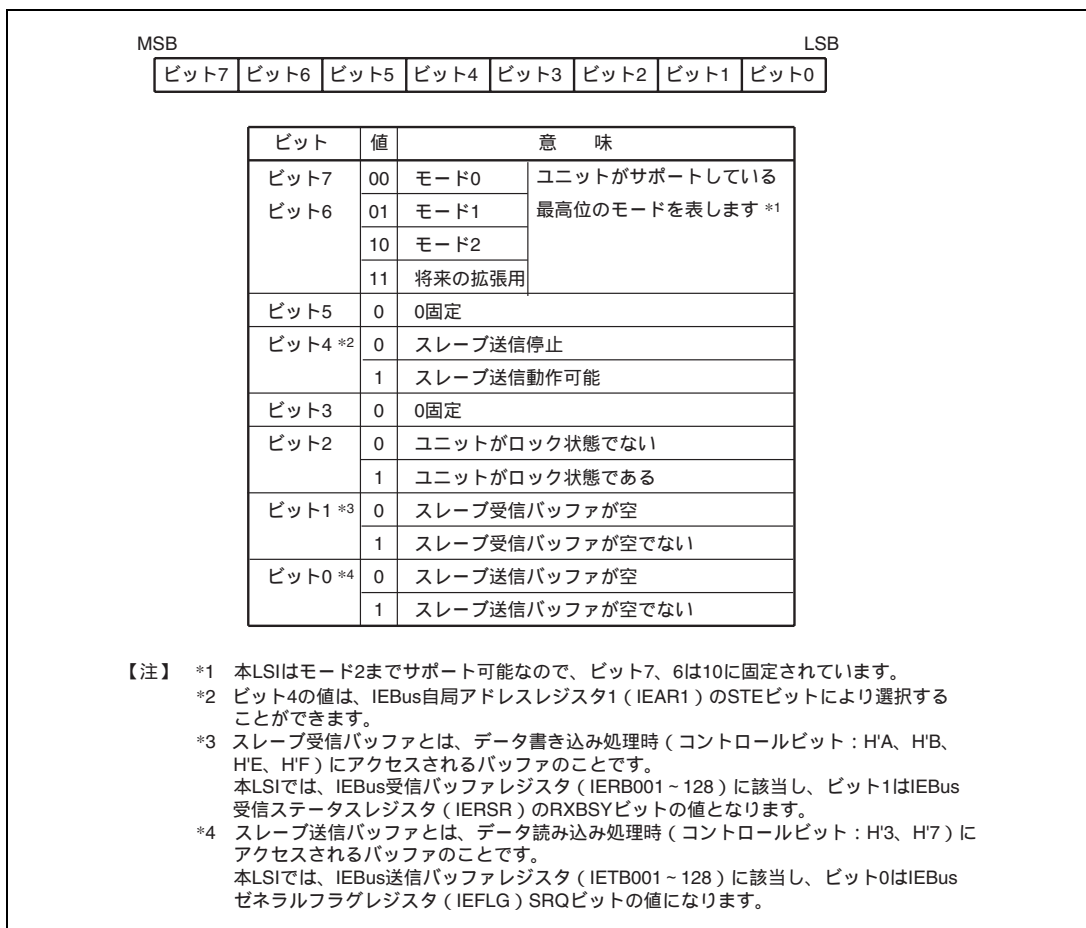 MSB LSB
ビット7 ビット6 ビット5 ビット4 ビット3 ビット2 ビット1 ビット0
ビット 値 意 味
ビット7 00 モード0 ユニットがサポートしている
ビット6 01 モード1 最高位のモードを表します *1
10 モード2
11 将来の拡張用
ビット5 0 0固定
ビット4 *2 0 スレーブ送信停止
1 スレーブ送信動作可能
ビット3 0 0固定
ビット2 0 ユニットがロック状態でない
1 ユニットがロック状態である
ビット1 *3 0 スレーブ受信バッファが空
1 スレーブ受信バッファが空でない
ビット0 *4 0 スレーブ送信バッファが空
1 スレーブ送信バッファが空でない
【注】 *1 本LSIはモード2までサポート可能なので、ビット7、6は10に固定されています。
*2 ビット4の値は、IEBus自局アドレスレジスタ1(IEAR1)のSTEビットにより選択する
ことができます。
*3 スレーブ受信バッファとは、データ書き込み処理時(コントロールビット:H'A、H'B、
H'E、H'F)にアクセスされるバッファのことです。
本LSIでは、IEBus受信バッファレジスタ(IERB001~128)に該当し、ビット1はIEBus
受信ステータスレジスタ(IERSR)のRXBSYビットの値となります。
*4 スレーブ送信バッファとは、データ読み込み処理時(コントロールビット:H'3、H'7)に
アクセスされるバッファのことです。
本LSIでは、IEBus送信バッファレジスタ(IETB001~128)に該当し、ビット0はIEBus
ゼネラルフラグレジスタ(IEFLG)SRQビットの値になります。